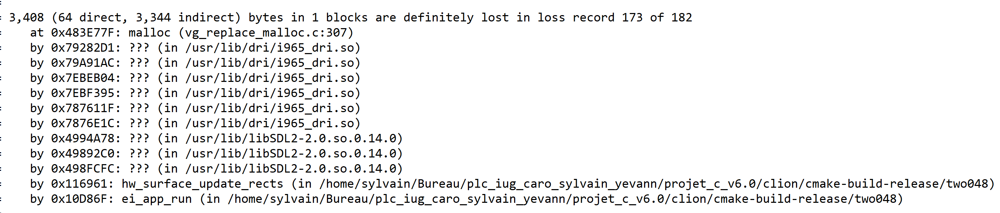 =
= 3,408 (64 direct, 3,344 indirect) bytes in 1 blocks are definitely lost in loss record 173 of 182
=    at 0x483E77F: malloc (vg_replace_malloc.c:307)
=    by 0x79282D1: ??? (in /usr/lib/dri/i965_dri.so)
=    by 0x79A91AC: ??? (in /usr/lib/dri/i965_dri.so)
=    by 0x7EBEB04: ??? (in /usr/lib/dri/i965_dri.so)
=    by 0x7EBF395: ??? (in /usr/lib/dri/i965_dri.so)
=    by 0x787611F: ??? (in /usr/lib/dri/i965_dri.so)
=    by 0x7876E1C: ??? (in /usr/lib/dri/i965_dri.so)
=    by 0x4994A78: ??? (in /usr/lib/libSDL2-2.0.so.0.14.0)
=    by 0x49892C0: ??? (in /usr/lib/libSDL2-2.0.so.0.14.0)
=    by 0x498FCFC: ??? (in /usr/lib/libSDL2-2.0.so.0.14.0)
=    by 0x116961: hw_surface_update_rects (in /home/sylvain/Bureau/plc_iug_caro_sylvain_yevann/projet_c_v6.0/clion/cmake-build-release/two048)
=    by 0x10D86F: ei_app_run (in /home/sylvain/Bureau/plc_iug_caro_sylvain_yevann/projet_c_v6.0/clion/cmake-build-release/two048)